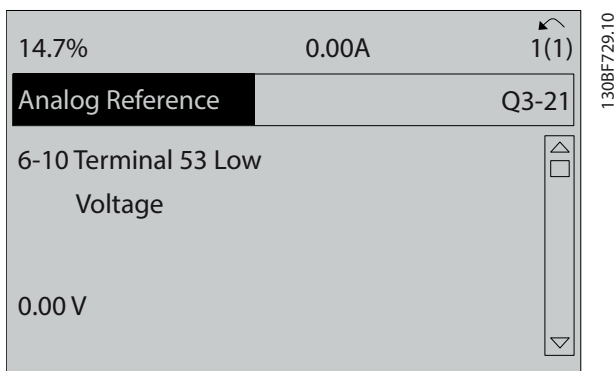 14.7% 0.00A 1(1)
Analog Reference Q3-21
6-10 Terminal 53 Low
Voltage
0.00 V
130BF729.10